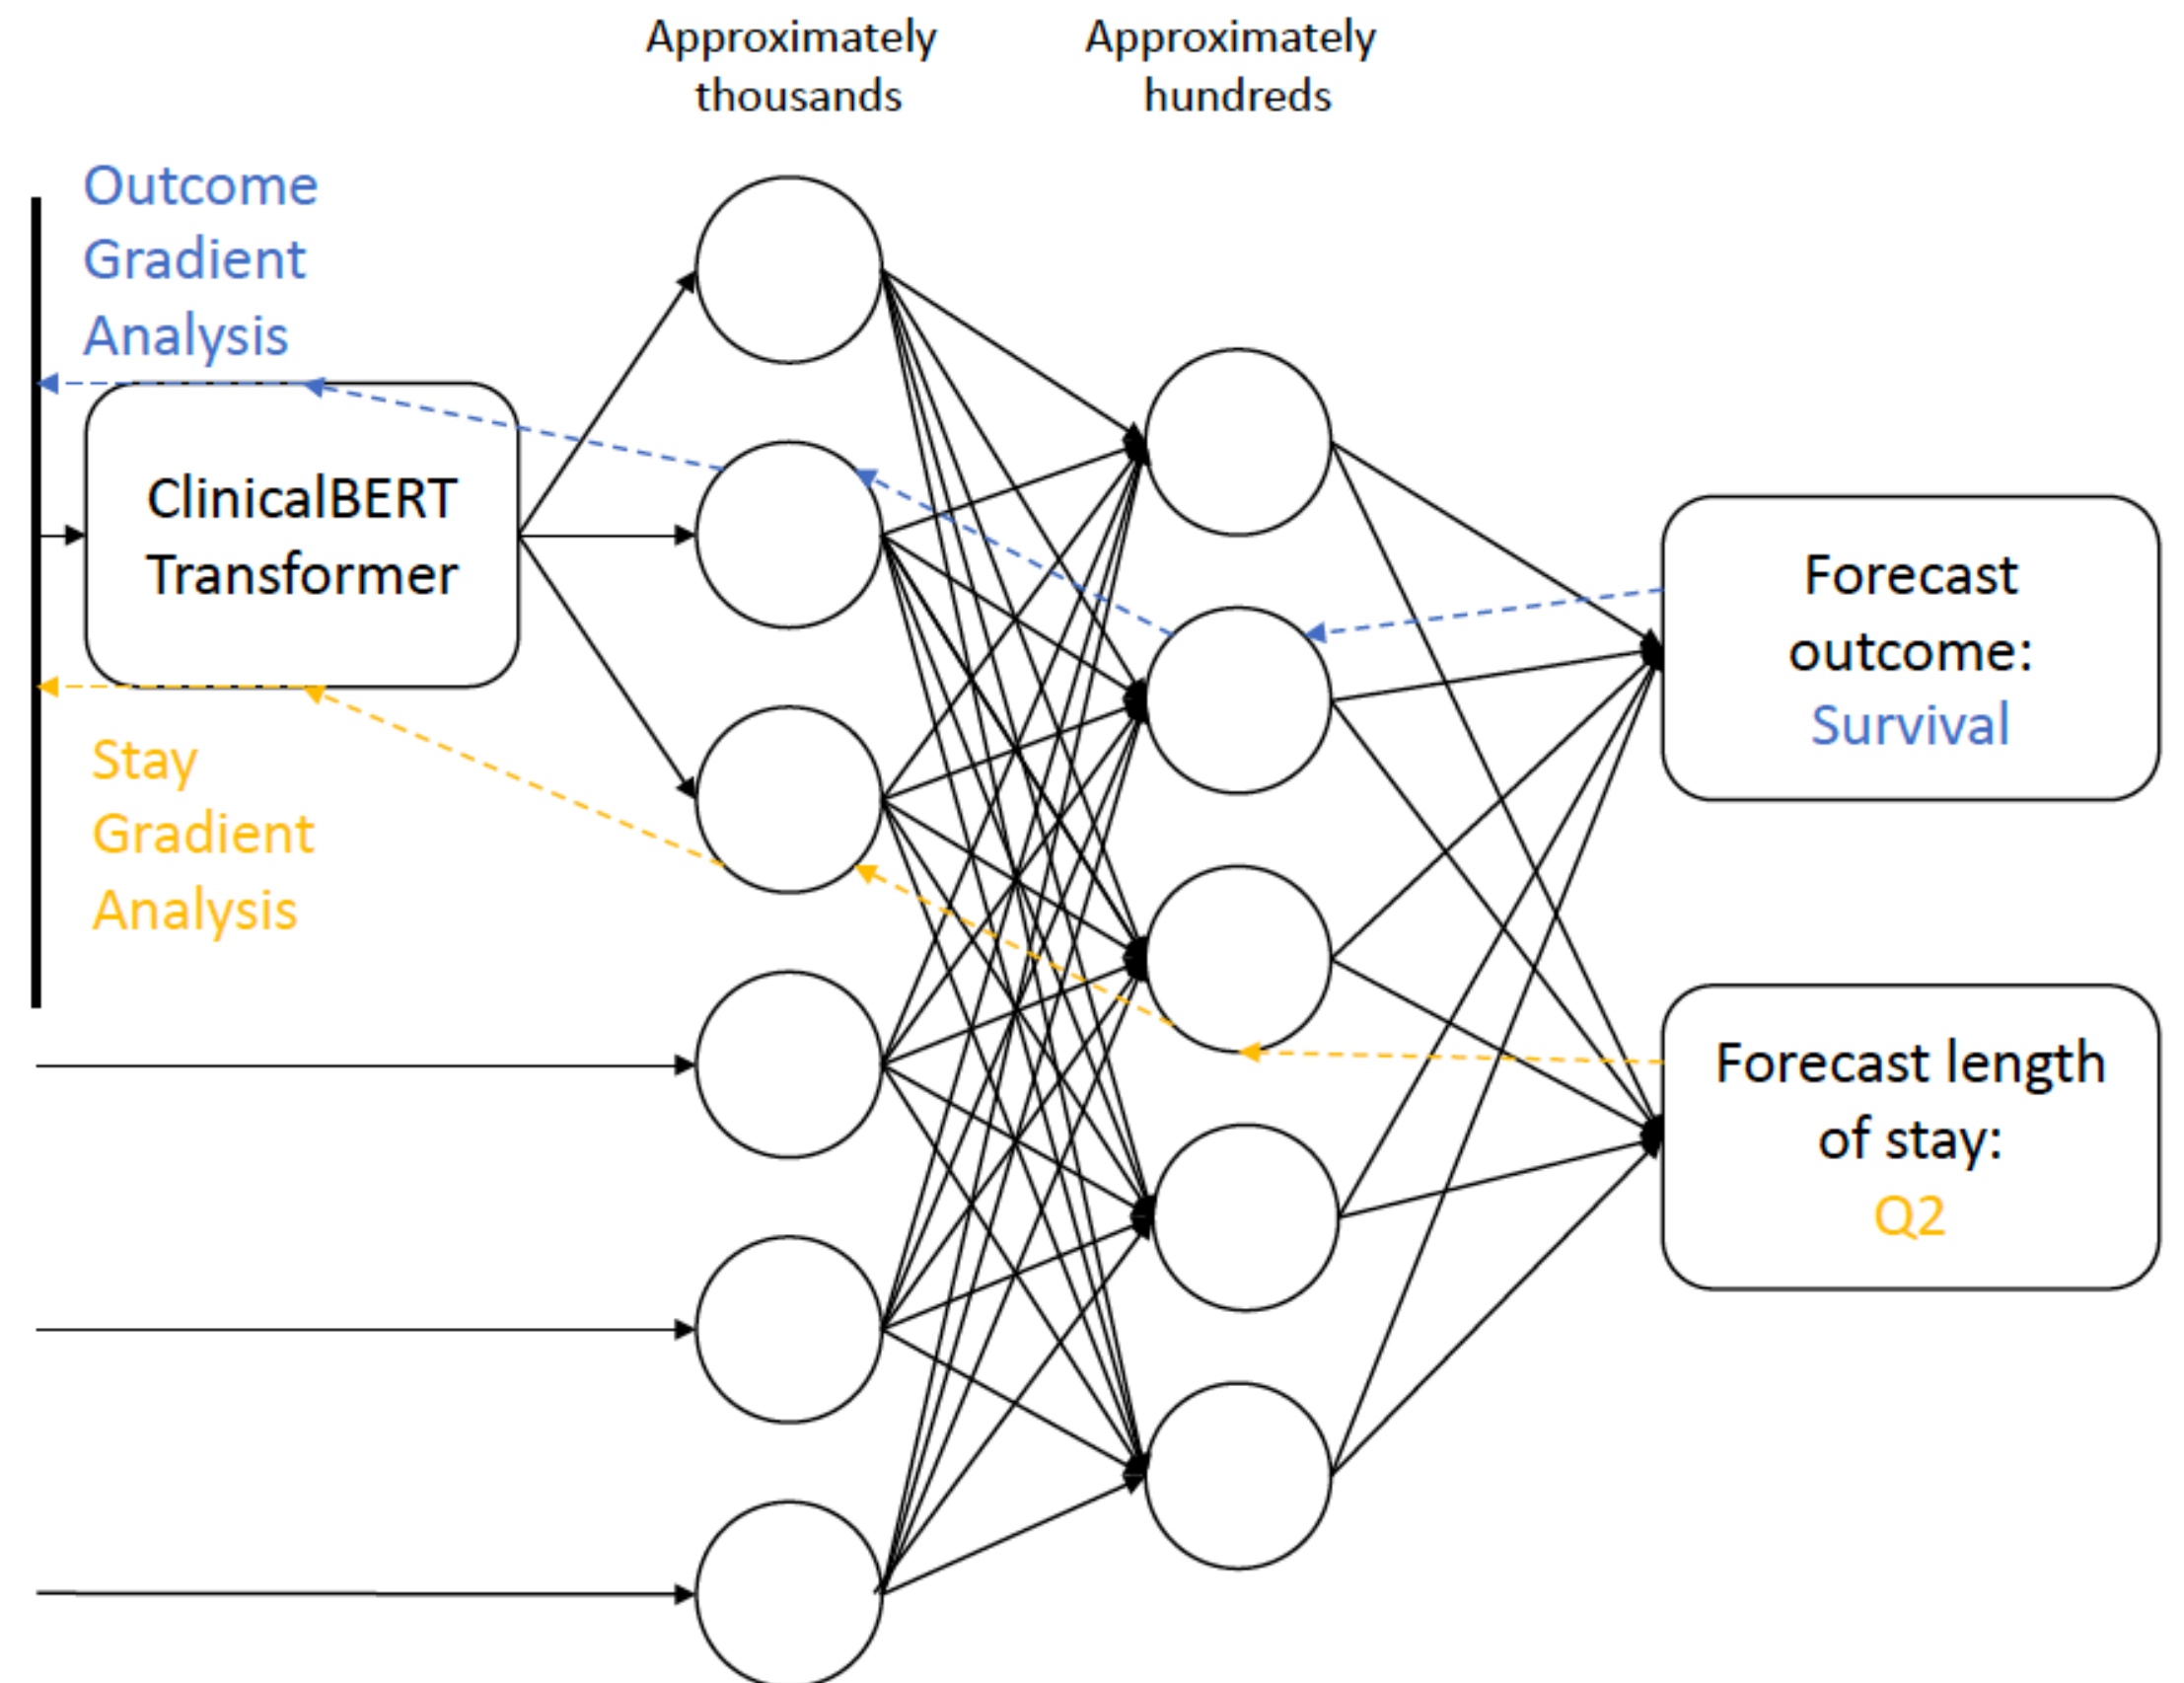 Approximately
thousands
Approximately
hundreds
Outcome
Gradient
Analysis
ClinicalBERT
Transformer
Stay
Gradient
Analysis
Forecast
outcome:
Survival
Forecast length
of stay:
Q2